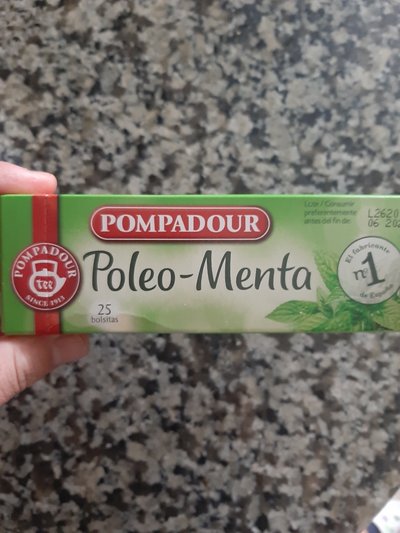 POMPADOUR
Poleo-Menta
25
bolsitas
POMPADOUR
TEE
SINCE 1913
Lote / Consumir
preferentemente
antes del fin de:
El fabricante
nº1
de España